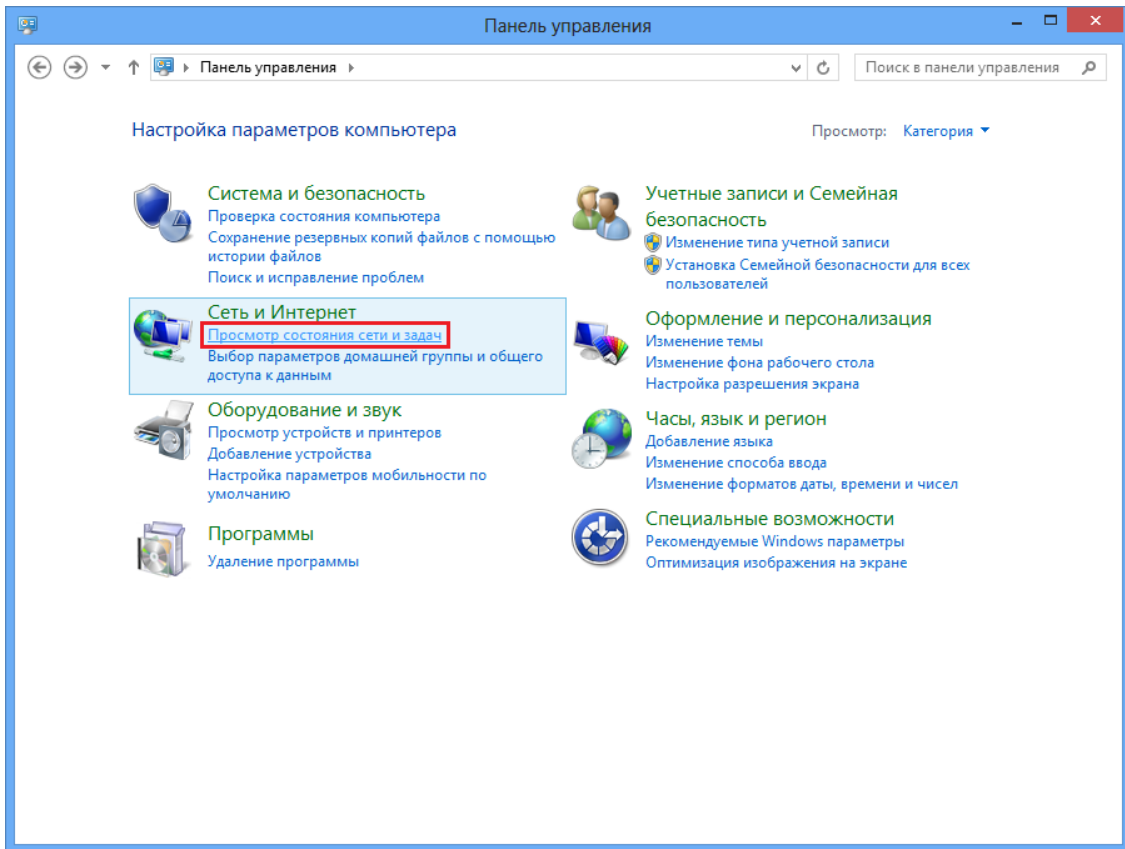 Панель управления
Панель управления
Поиск в панели управления
Настройка параметров компьютера
Просмотр: Категория
Система и безопасность
Проверка состояния компьютера
Сохранение резервных копий файлов с помощью
истории файлов
Поиск и исправление проблем
Сеть и Интернет
Просмотр состояния сети и задач
Выбор параметров домашней группы и общего
доступа к данным
Оборудование и звук
Просмотр устройств и принтеров
Добавление устройства
Настройка параметров мобильности по
умолчанию
Программы
Удаление программы
Учетные записи и Семейная
безопасность
Изменение типа учетной записи
Установка Семейной безопасности для всех
пользователей
Оформление и персонализация
Изменение темы
Изменение фона рабочего стола
Настройка разрешения экрана
Часы, язык и регион
Добавление языка
Изменение способа ввода
Изменение форматов даты, времени и чисел
Специальные возможности
Рекомендуемые Windows параметры
Оптимизация изображения на экране